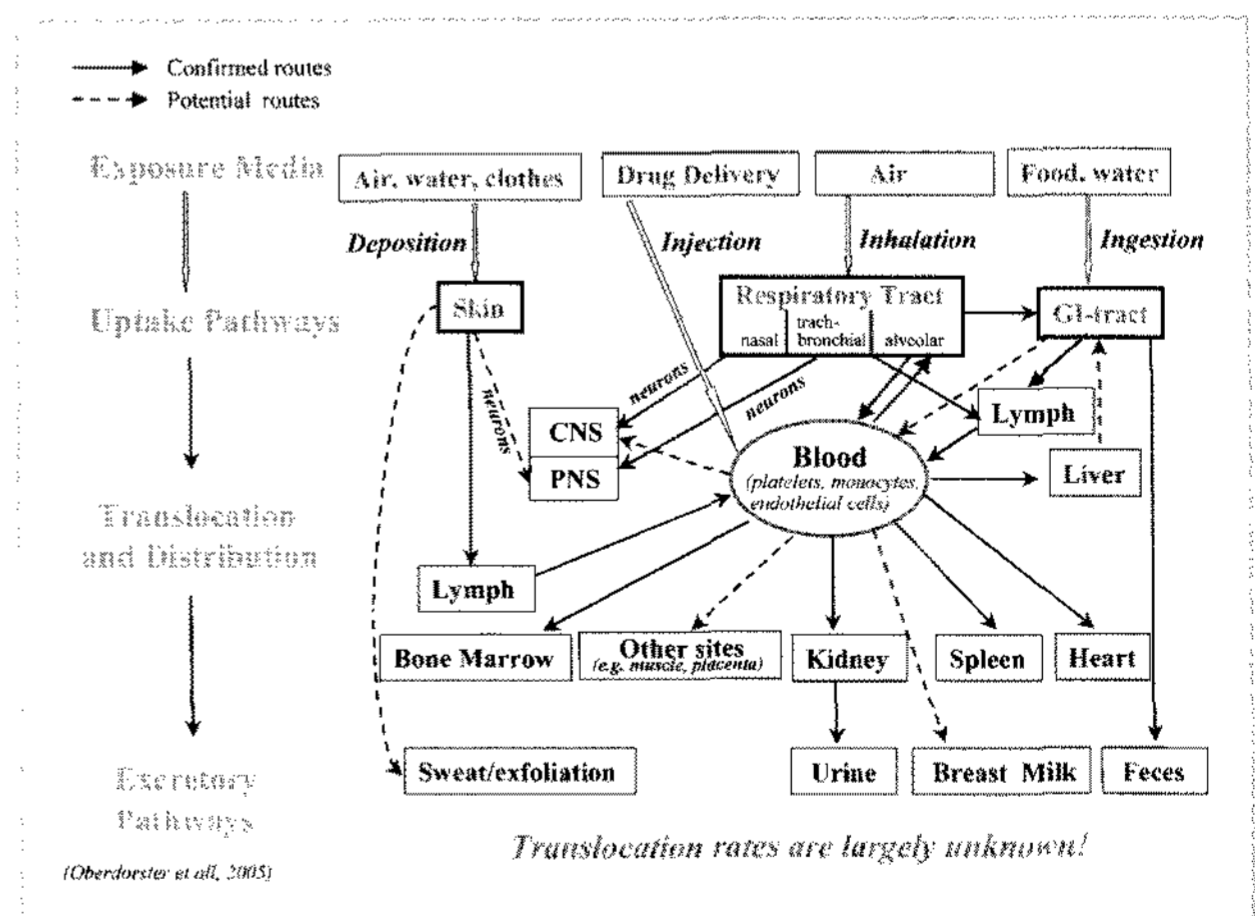 Confirmed routes
Potential routes
Exposure Media
Air, water, clothes
Drug Delivery
Air
Food, water
Deposition
Injection
Inhalation
Ingestion
Uptake Pathways
Skin
Respiratory Tract
nasal
trach-
bronchial
alveolar
GI-tract
neurons
neurons
neurons
CNS
PNS
Blood
(platelets, monocytes,
endothelial cells)
Lymph
Liver
Translocation
and Distribution
Lymph
Bone Marrow
Other sites
(e.g. muscle, placenta)
Kidney
Spleen
Heart
Excretory
Pathways
Sweat/exfoliation
Urine
Breast Milk
Feces
Translocation rates are largely unknown!
(Oberdorster et all, 2005)